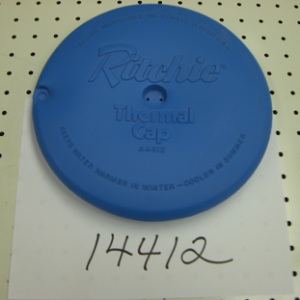 Ritchie
Thermal
Cap
KEEPS WATER WARMER IN WINTER - COOLER IN SUMMER
14412